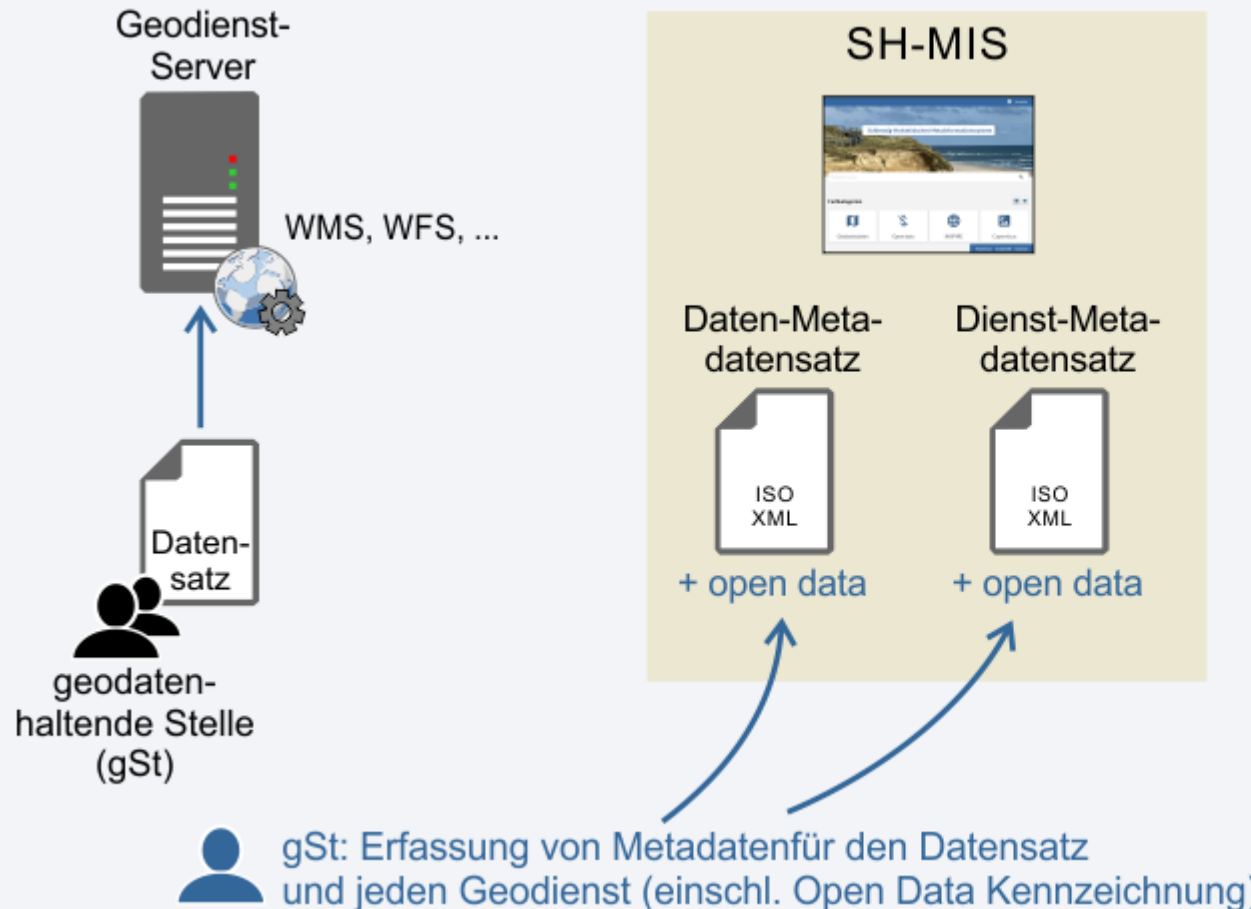 Geodienst-
Server
WMS, WFS, ...
Daten-
satz
geodaten-
haltende Stelle
(gSt)
SH-MIS
Daten-Meta-
datensatz
ISO
XML
+ open data
Dienst-Meta-
datensatz
ISO
XML
+ open data
gSt: Erfassung von Metadatenfür den Datensatz
und jeden Geodienst (einschl. Open Data Kennzeichnung)